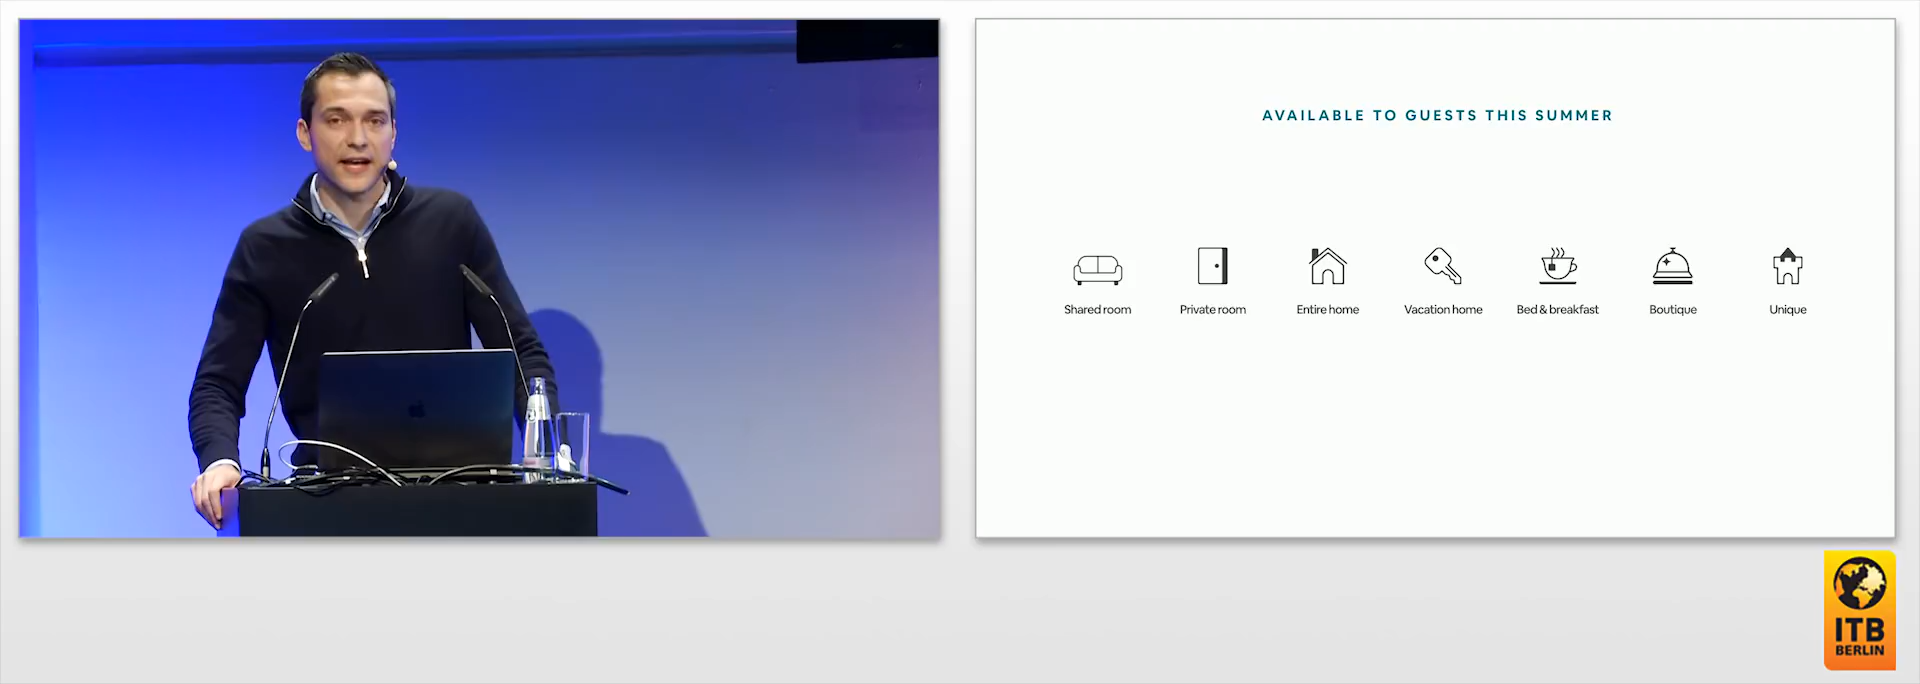 AVAILABLE TO GUESTS THIS SUMMER
Shared room
Private room
Entire home
Vacation home
Bed & breakfast
Boutique
Unique
ITB
BERLIN